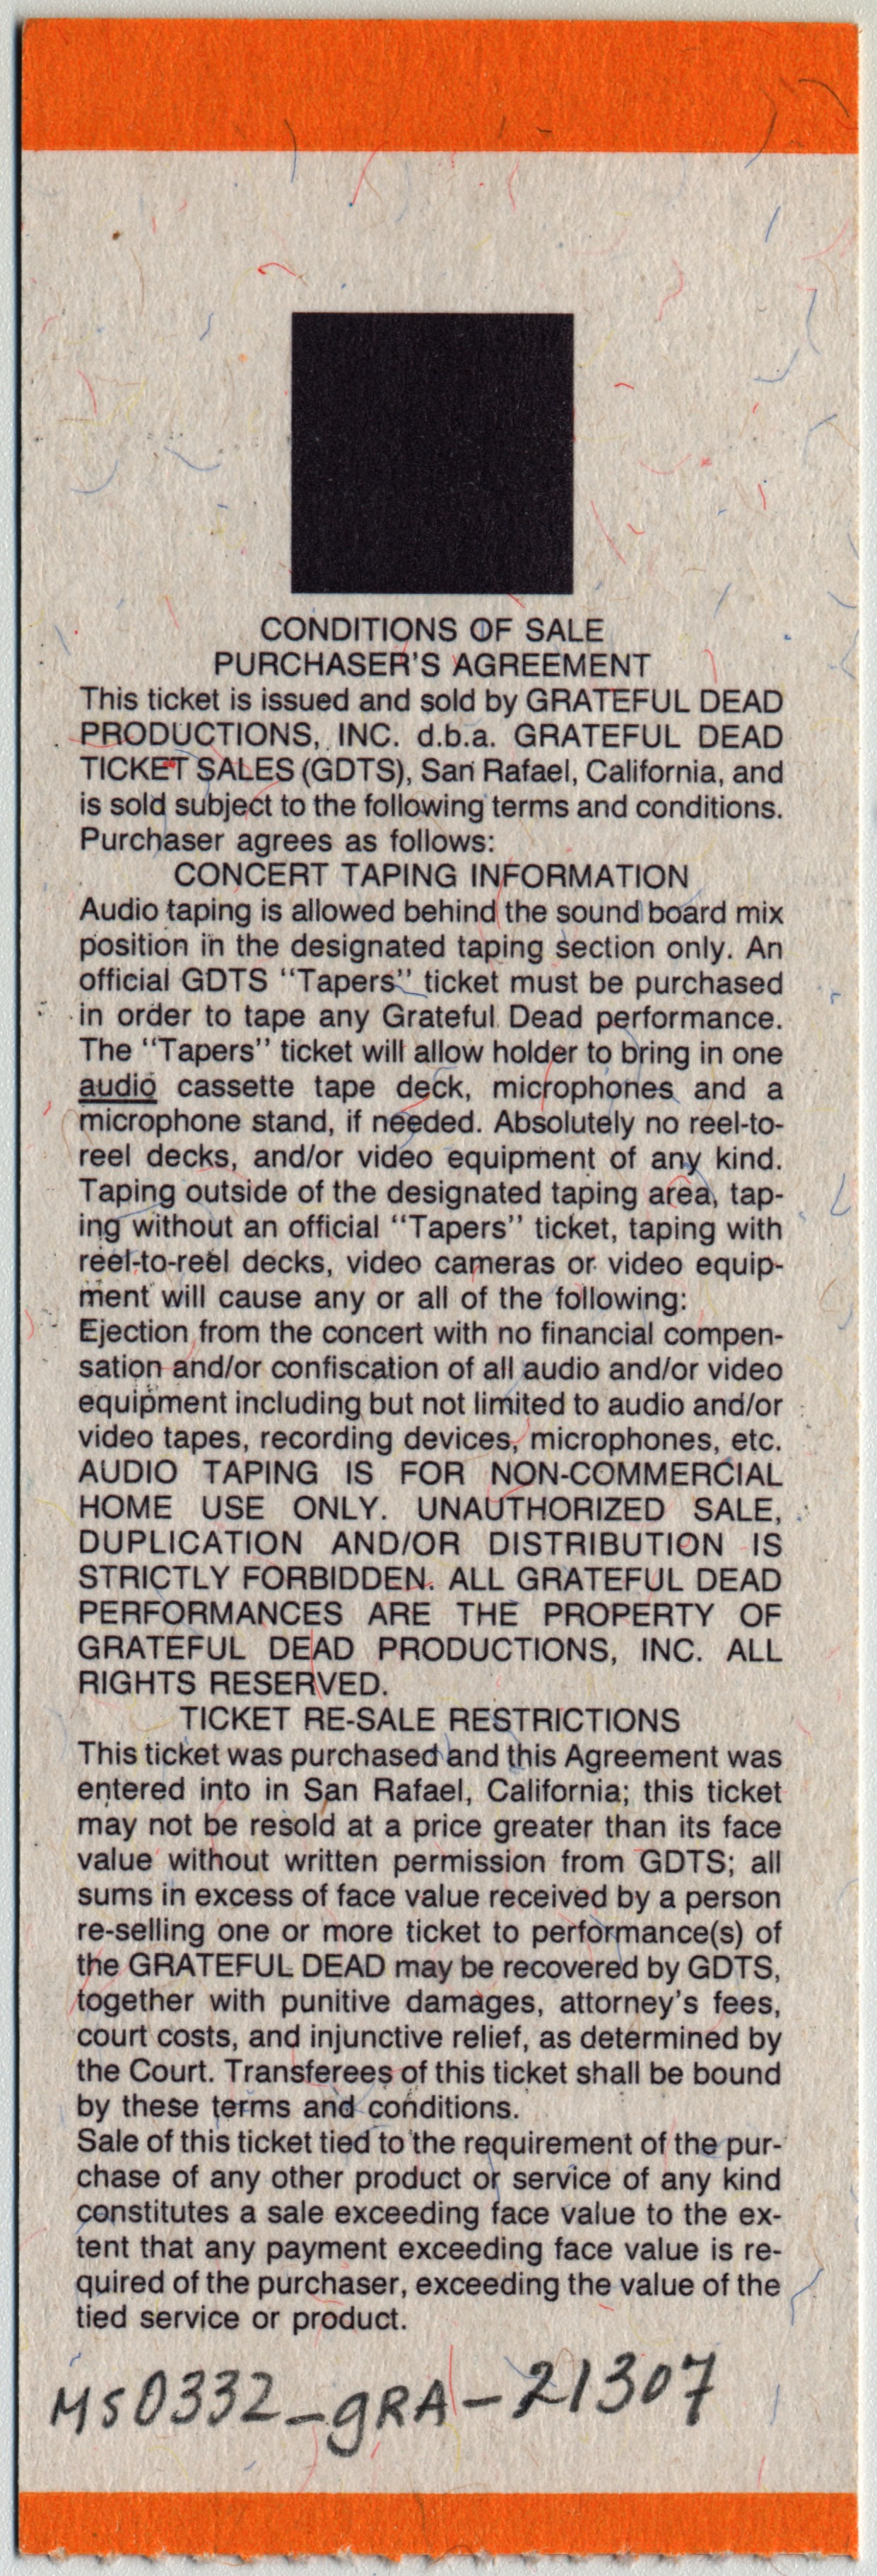 CONDITIONS OF SALE
PURCHASER'S AGREEMENT
This ticket is issued and sold by GRATEFUL DEAD
PRODUCTIONS, INC. d.b.a. GRATEFUL DEAD
TICKET SALES (GDTS), San Rafael, California, and
is sold subject to the following terms and conditions.
Purchaser agrees as follows:
CONCERT TAPING INFORMATION
Audio taping is allowed behind the sound board mix
position in the designated taping section only. An
official GDTS "Tapers" ticket must be purchased
in order to tape any Grateful Dead performance.
The "Tapers" ticket will allow holder to bring in one
audio cassette tape deck, microphones and a
microphone stand, if needed. Absolutely no reel-to-
reel decks, and/or video equipment of any kind.
Taping outside of the designated taping area, tap-
ing without an official "Tapers" ticket, taping with
reel-to-reel decks, video cameras or video equip-
ment will cause any or all of the following:
Ejection from the concert with no financial compen-
sation and/or confiscation of all audio and/or video
equipment including but not limited to audio and/or
video tapes, recording devices, microphones, etc.
AUDIO TAPING IS FOR NON-COMMERCIAL
HOME USE ONLY. UNAUTHORIZED SALE,
DUPLICATION AND/OR DISTRIBUTION IS
STRICTLY FORBIDDEN. ALL GRATEFUL DEAD
PERFORMANCES ARE THE PROPERTY OF
GRATEFUL DEAD PRODUCTIONS, INC. ALL
RIGHTS RESERVED.
TICKET RE-SALE RESTRICTIONS
This ticket was purchased and this Agreement was
entered into in San Rafael, California; this ticket
may not be resold at a price greater than its face
value without written permission from GDTS; all
sums in excess of face value received by a person
re-selling one or more ticket to performance(s) of
the GRATEFUL DEAD may be recovered by GDTS,
together with punitive damages, attorney's fees,
court costs, and injunctive relief, as determined by
the Court. Transferees of this ticket shall be bound
by these terms and conditions.
Sale of this ticket tied to the requirement of the pur-
chase of any other product or service of any kind
constitutes a sale exceeding face value to the ex-
tent that any payment exceeding face value is re-
quired of the purchaser, exceeding the value of the
tied service or product.
MS0332_gRA-21307